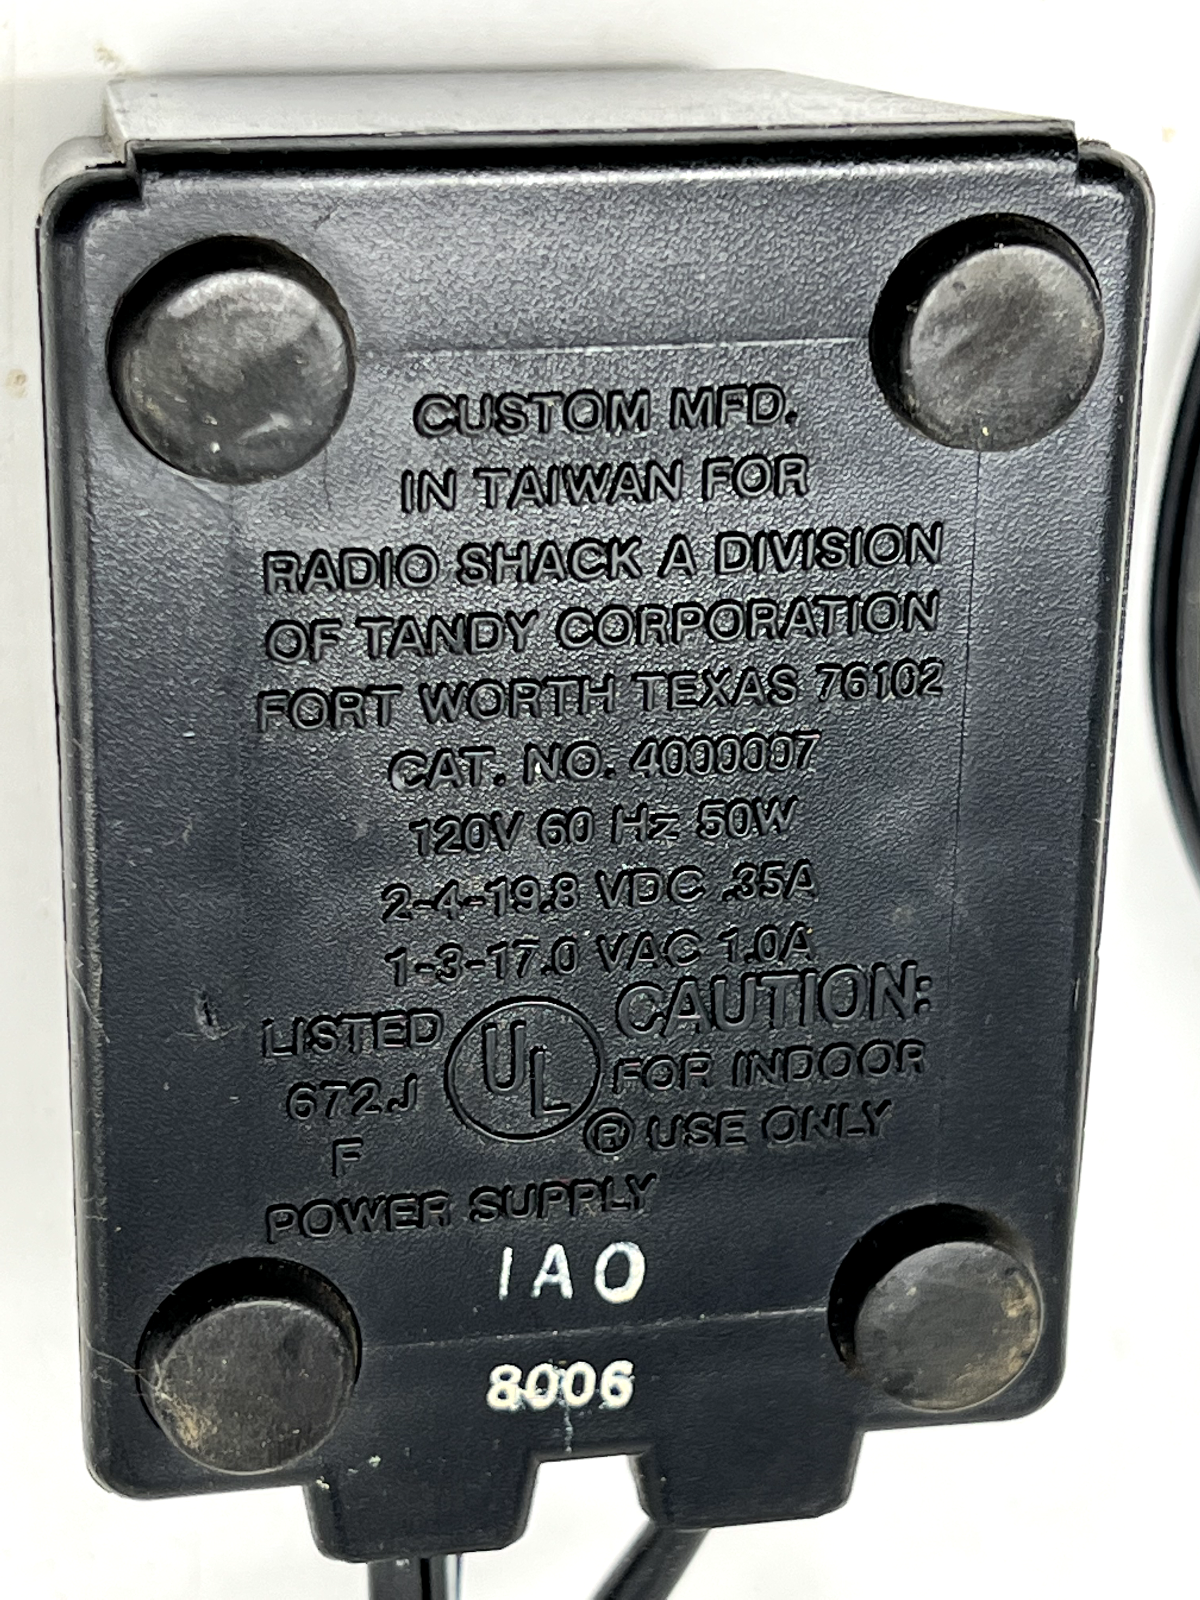 CUSTOM MFD.
IN TAIWAN FOR
RADIO SHACK A DIVISION
OF TANDY CORPORATION
FORT WORTH TEXAS 76102
CAT. NO. 4000007
120V 60 Hz 50W
2-4-19.8 VDC .35A
1-3-17.0 VAC 1.0A
LISTED
672J
F
UL
®
CAUTION:
FOR INDOOR
USE ONLY
POWER SUPPLY
1A0
8006